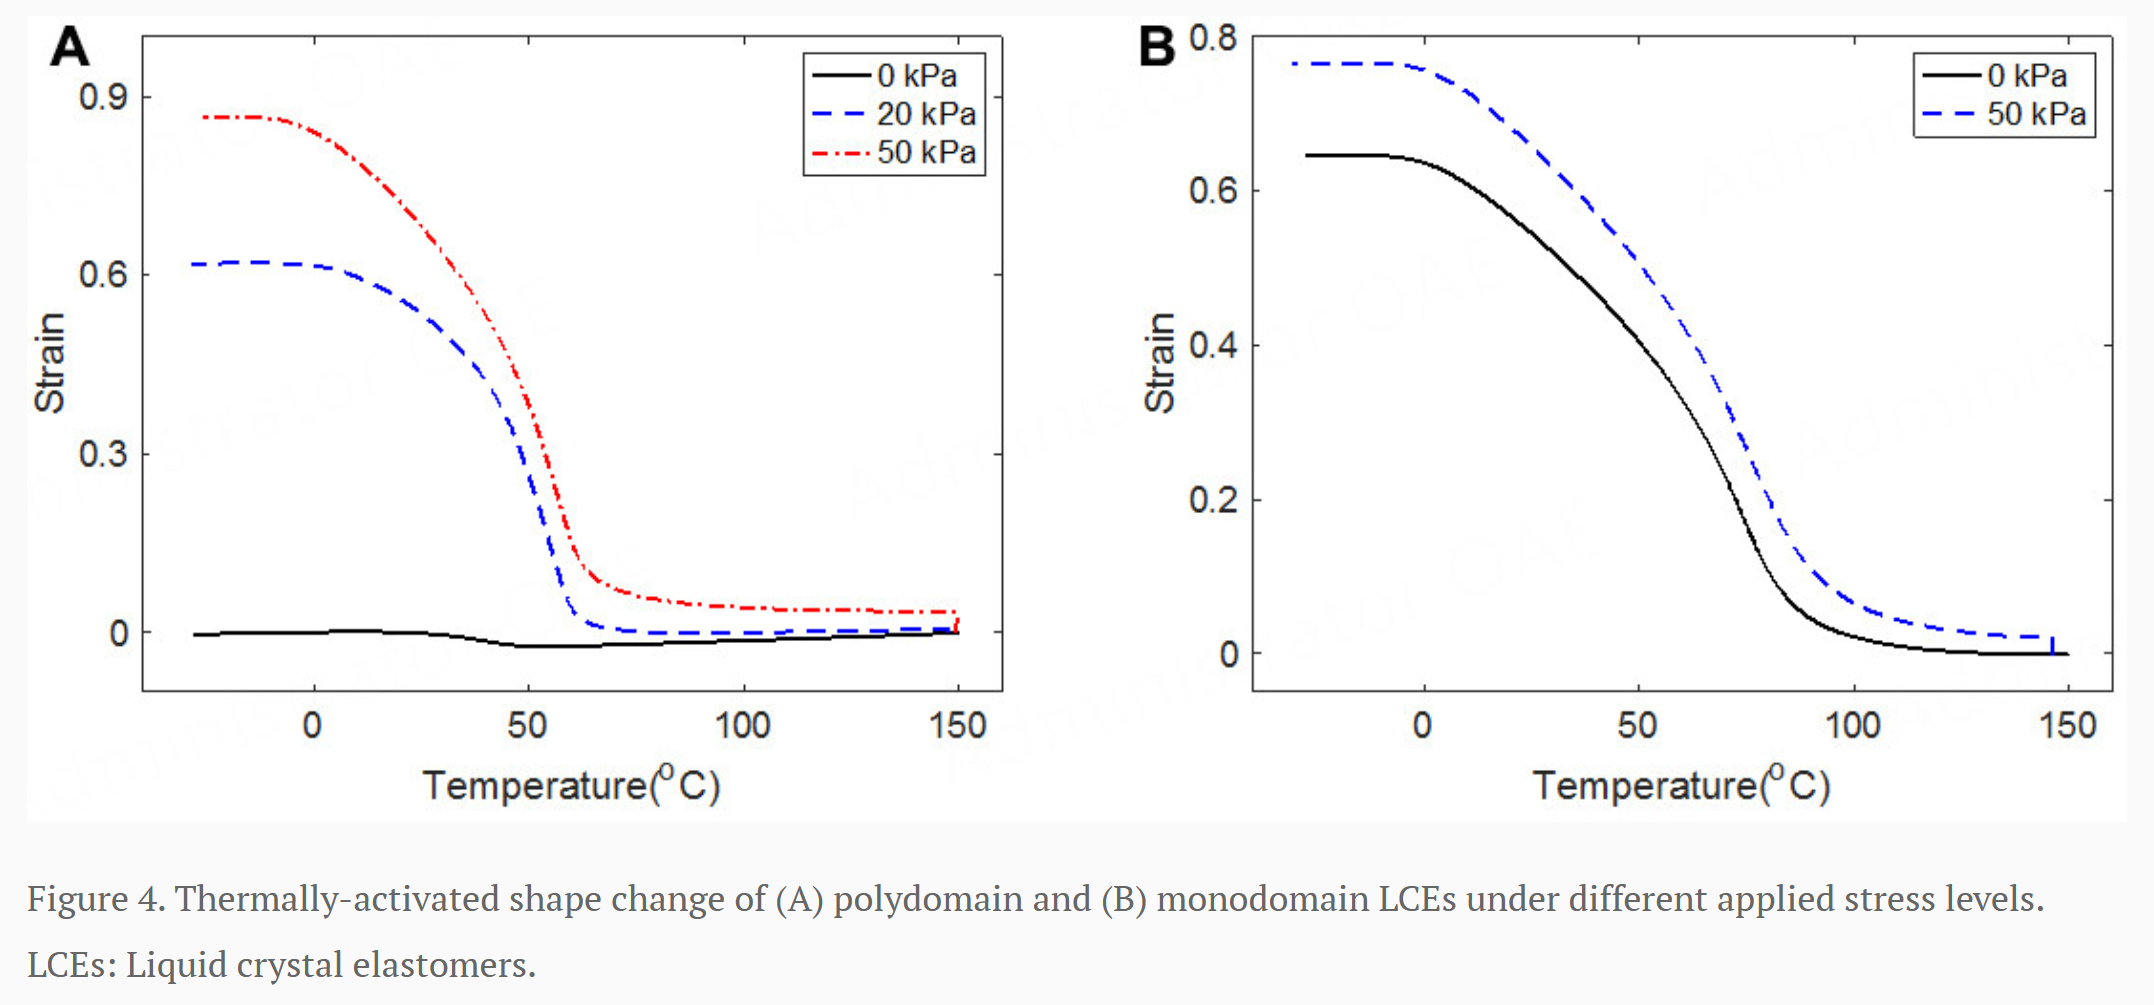 A
0 kPa
20 kPa
50 kPa
0.9
0.6
0.3
0
Strain
0
50
100
150
Temperature(°C)
B
0 kPa
50 kPa
0.8
0.6
0.4
0.2
0
Strain
0
50
100
150
Temperature(°C)
Figure 4. Thermally-activated shape change of (A) polydomain and (B) monodomain LCEs under different applied stress levels.
LCEs: Liquid crystal elastomers.